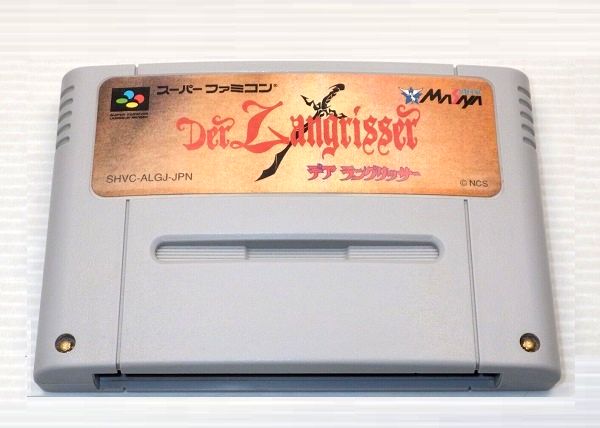 スーパーファミコン®
Masaya
Der Langrisser
デア ラングリッサー
SHVC-ALGJ-JPN
© NCS